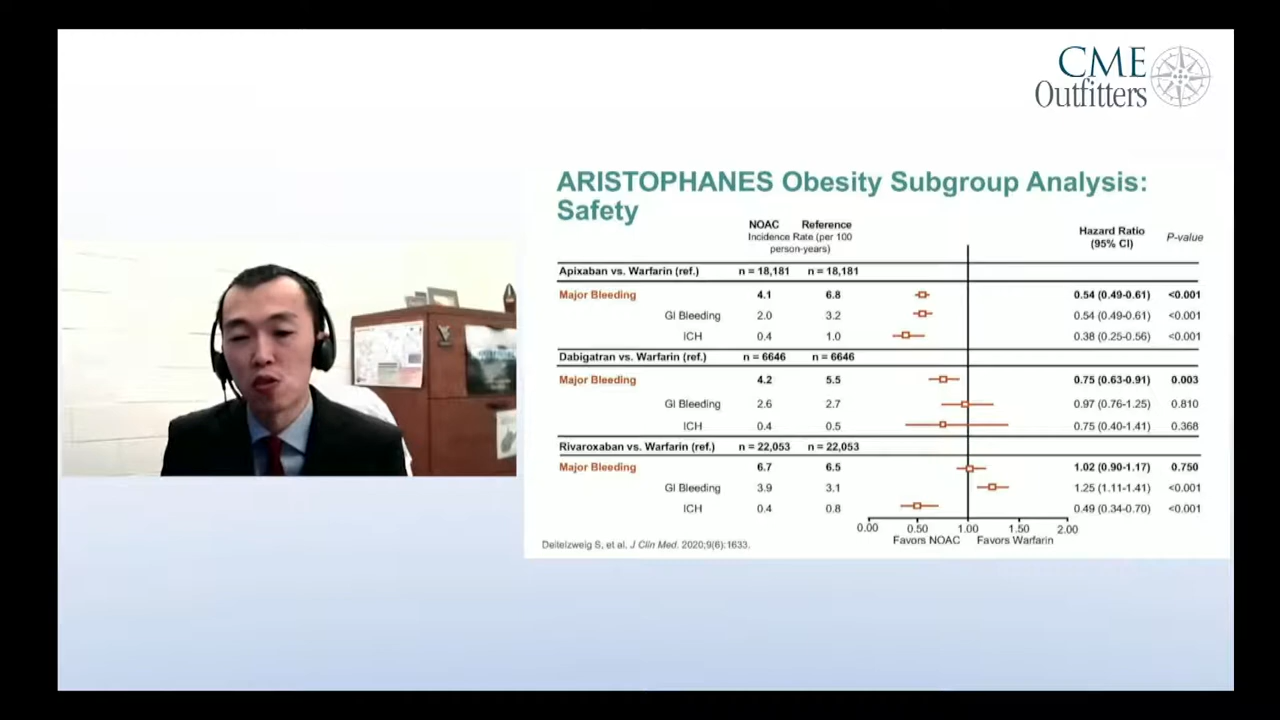 CME
Outfitters
ARISTOPHANES Obesity Subgroup Analysis:
Safety
NOAC Reference Hazard Ratio (95% CI) P-value
Incidence Rate (per 100 person-years)
Apixaban vs. Warfarin (ref.) n = 18,181 n = 18,181
Major Bleeding 4.1 6.8 0.54 (0.49-0.61) <0.001
GI Bleeding 2.0 3.2 0.54 (0.49-0.61) <0.001
ICH 0.4 1.0 0.38 (0.25-0.56) <0.001
Dabigatran vs. Warfarin (ref.) n = 6646 n = 6646
Major Bleeding 4.2 5.5 0.75 (0.63-0.91) 0.003
GI Bleeding 2.6 2.7 0.97 (0.76-1.25) 0.810
ICH 0.4 0.5 0.75 (0.40-1.41) 0.368
Rivaroxaban vs. Warfarin (ref.) n = 22,053 n = 22,053
Major Bleeding 6.7 6.5 1.02 (0.90-1.17) 0.750
GI Bleeding 3.9 3.1 1.25 (1.11-1.41) <0.001
ICH 0.4 0.8 0.49 (0.34-0.70) <0.001
0.00 0.50 1.00 1.50 2.00
Favors NOAC Favors Warfarin
Deitelzweig S, et al. J Clin Med. 2020;9(6):1633.